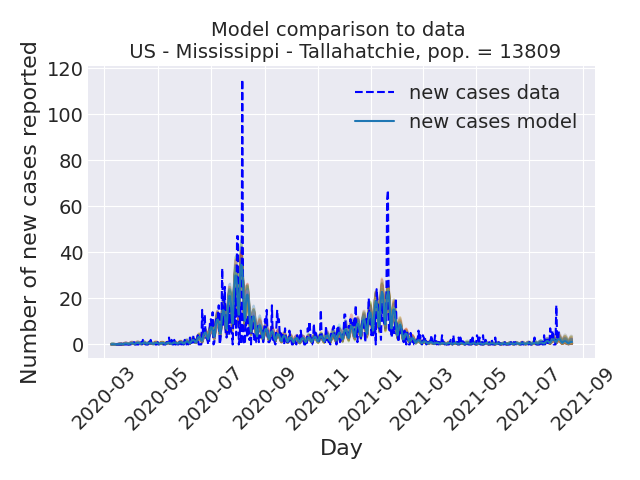 Model comparison to data
US - Mississippi - Tallahatchie, pop. = 13809
new cases data
new cases model
Number of new cases reported
120
100
80
60
40
20
0
2020-03
2020-05
2020-07
2020-09
2020-11
2021-01
2021-03
2021-05
2021-07
2021-09
Day